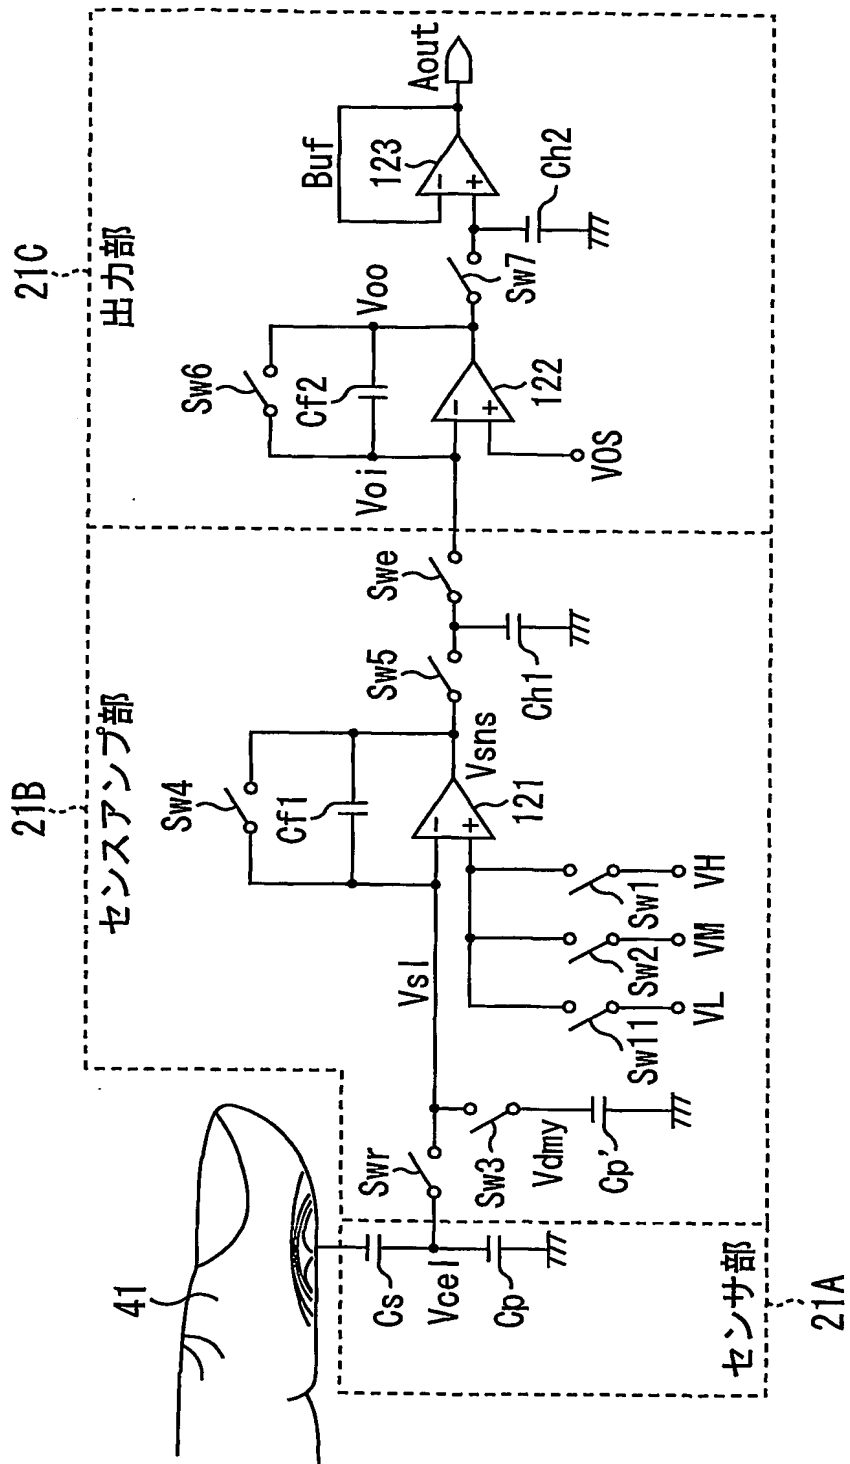 41
21B
センスアンプ部
21C
出力部
Sw4
Cf1
Sw6
Cf2
Buf
123
Aout
Cs
Vcel
Cp
Swr
Vsl
Sw3
Vdmy
Cp'
121
Vsns
Sw5
Swe
Ch1
Voi
Voo
122
VOS
Sw7
Ch2
Sw11
Sw2
Sw1
VL
VM
VH
センサ部
21A